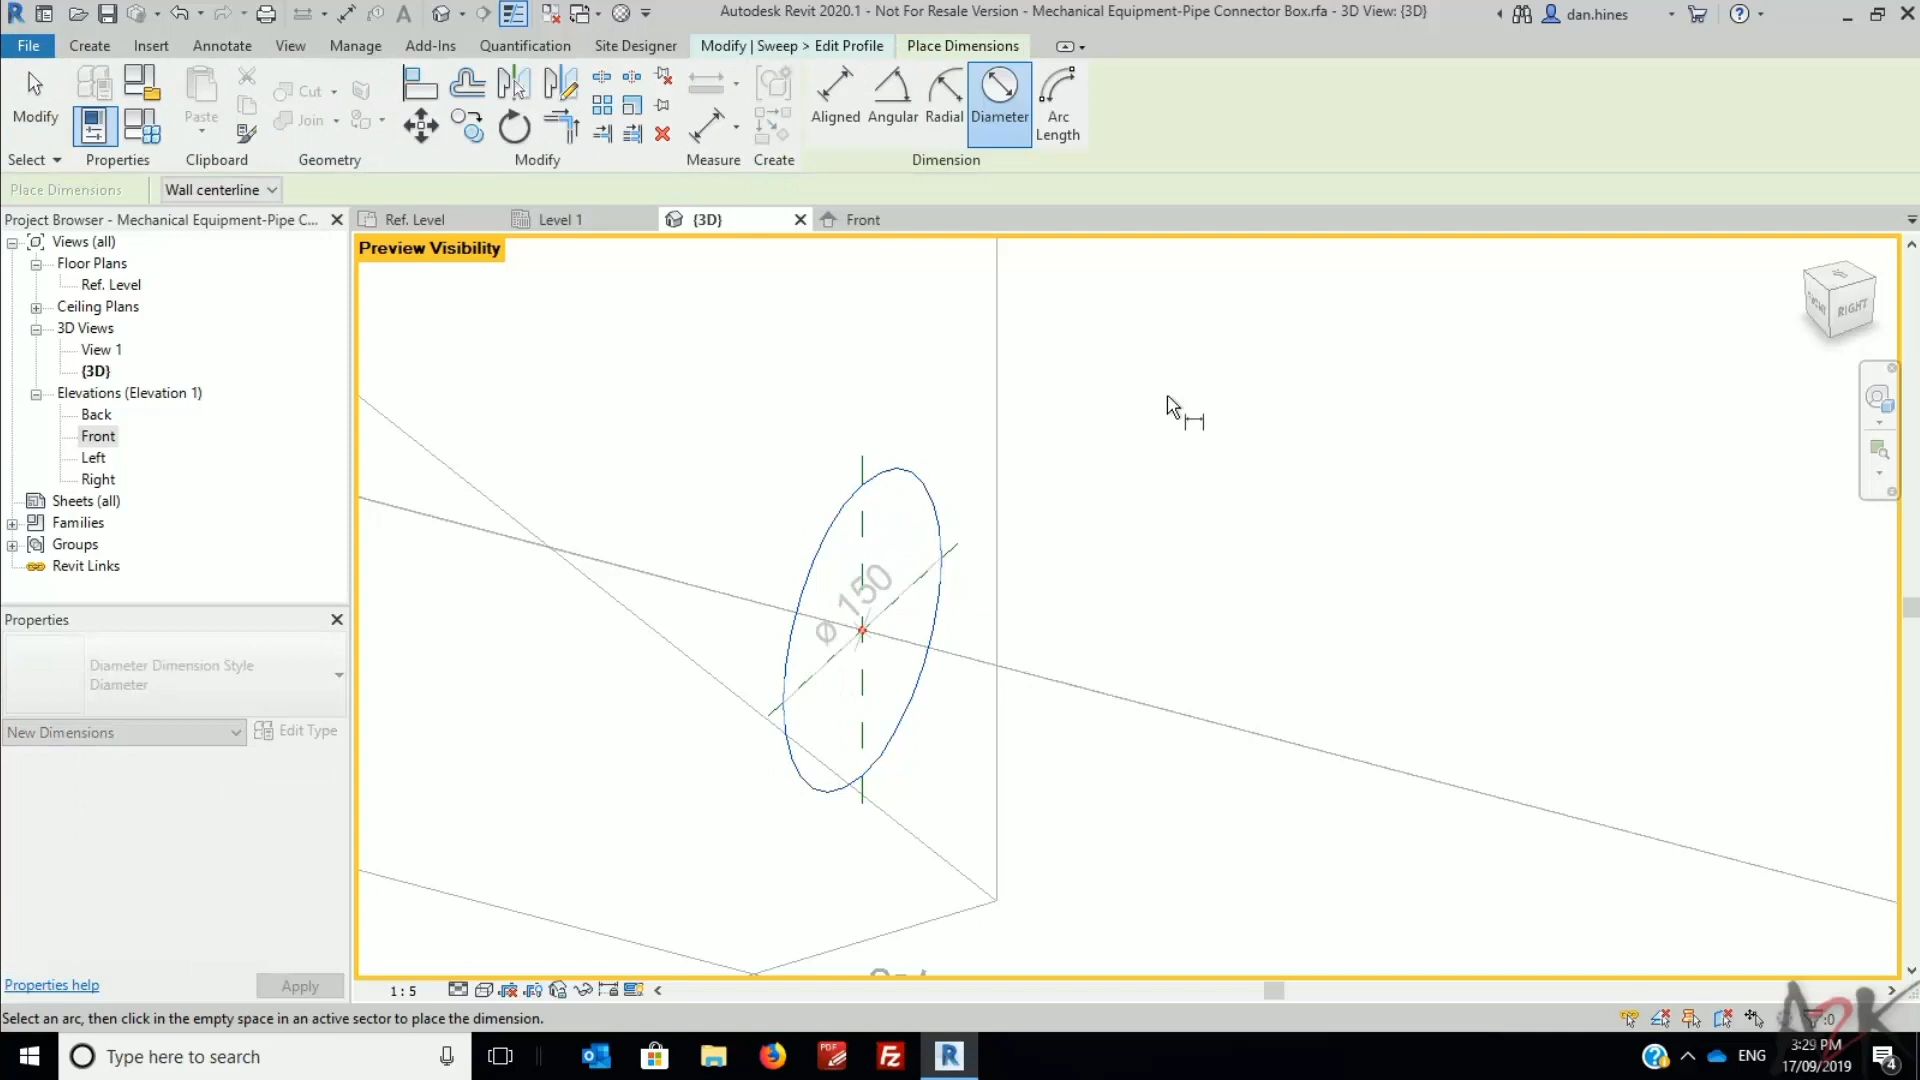 Autodesk Revit 2020.1 - Not For Resale Version - Mechanical Equipment-Pipe Connector Box.rfa - 3D View: {3D}
dan.hines
File Create Insert Annotate View Manage Add-Ins Quantification Site Designer Modify | Sweep > Edit Profile Place Dimensions
Modify Paste Cut Join Aligned Angular Radial Diameter Arc Length
Select Properties Clipboard Geometry Modify Measure Create Dimension
Place Dimensions Wall centerline
Project Browser - Mechanical Equipment-Pipe C...
Ref. Level Level 1 {3D} Front
Views (all)
Floor Plans
Ref. Level
Ceiling Plans
3D Views
View 1
{3D}
Elevations (Elevation 1)
Back
Front
Left
Right
Sheets (all)
Families
Groups
Revit Links
Preview Visibility
RIGHT
ø 150
Properties
Diameter Dimension Style
Diameter
New Dimensions Edit Type
Properties help Apply
1 : 5
Select an arc, then click in the empty space in an active sector to place the dimension.
:0
A2K
Type here to search
PDF
Fz
R
ENG
3:29 PM
17/09/2019
4